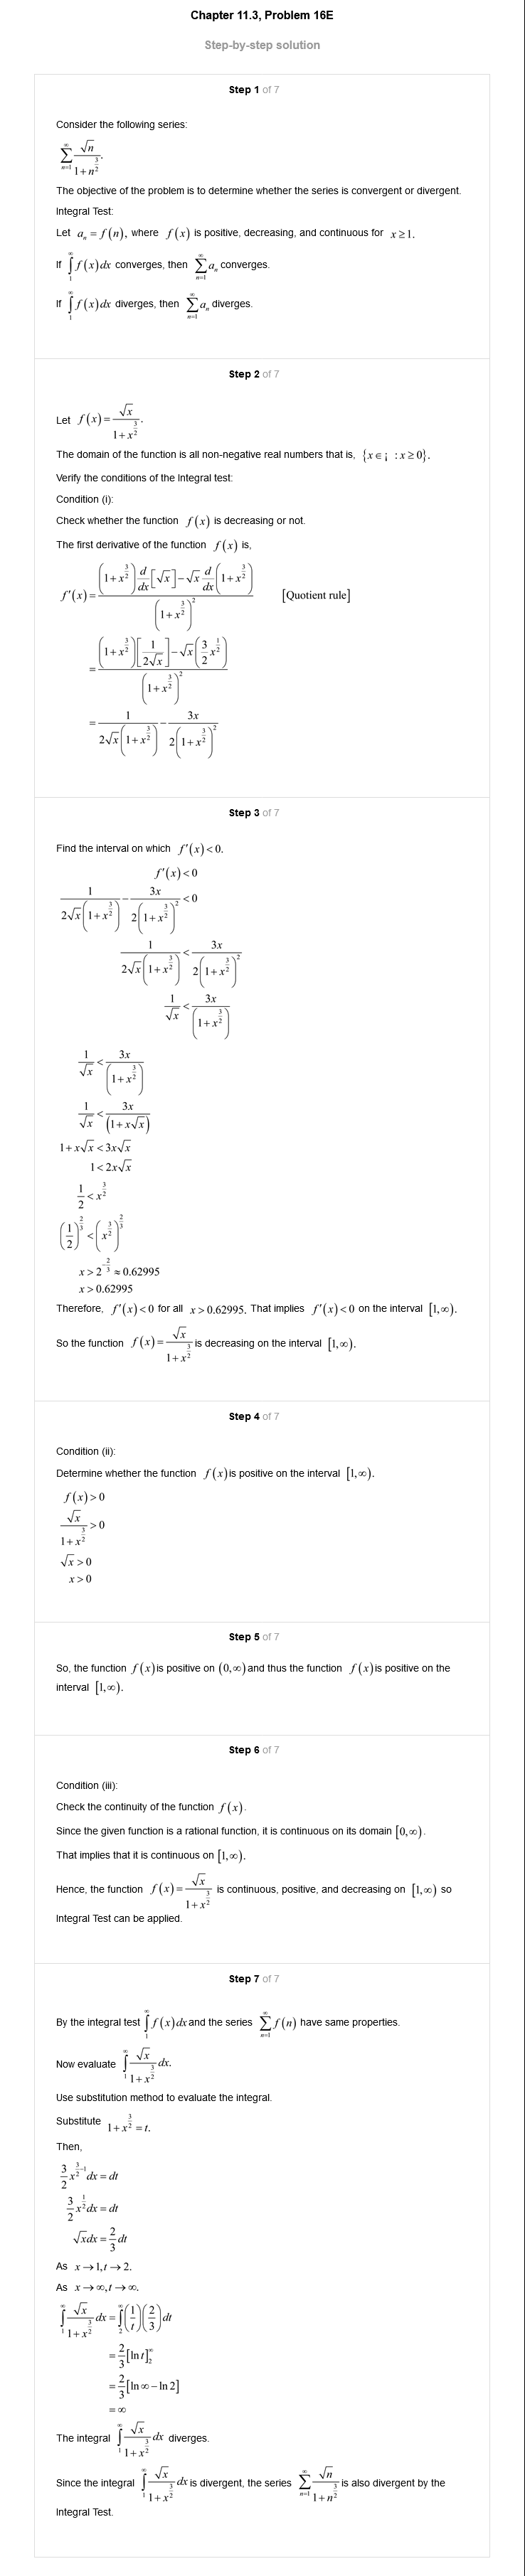 Chapter 11.3, Problem 16E
Step-by-step solution
Step 1 of 7
Consider the following series:
$\sum_{n=1}^{\infty} \frac{\sqrt{n}}{1+n^{\frac{3}{2}}}.$
The objective of the problem is to determine whether the series is convergent or divergent.
Integral Test:
Let $a_n = f(n)$, where $f(x)$ is positive, decreasing, and continuous for $x \geq 1.$
If $\int_1^{\infty} f(x)dx$ converges, then $\sum_{n=1}^{\infty} a_n$ converges.
If $\int_1^{\infty} f(x)dx$ diverges, then $\sum_{n=1}^{\infty} a_n$ diverges.
Step 2 of 7
Let $f(x) = \frac{\sqrt{x}}{1+x^{\frac{3}{2}}}.$
The domain of the function is all non-negative real numbers that is, $\{x \in ¡ : x \geq 0\}.$
Verify the conditions of the Integral test:
Condition (i):
Check whether the function $f(x)$ is decreasing or not.
The first derivative of the function $f(x)$ is,
$f'(x) = \frac{\left(1+x^{\frac{3}{2}}\right)\frac{d}{dx}\left[\sqrt{x}\right]-\sqrt{x}\frac{d}{dx}\left(1+x^{\frac{3}{2}}\right)}{\left(1+x^{\frac{3}{2}}\right)^2}$ [Quotient rule]
$= \frac{\left(1+x^{\frac{3}{2}}\right)\left[\frac{1}{2\sqrt{x}}\right]-\sqrt{x}\left(\frac{3}{2}x^{\frac{1}{2}}\right)}{\left(1+x^{\frac{3}{2}}\right)^2}$
$= \frac{1}{2\sqrt{x}\left(1+x^{\frac{3}{2}}\right)} - \frac{3x}{2\left(1+x^{\frac{3}{2}}\right)^2}$
Step 3 of 7
Find the interval on which $f'(x) < 0.$
$f'(x) < 0$
$\frac{1}{2\sqrt{x}\left(1+x^{\frac{3}{2}}\right)} - \frac{3x}{2\left(1+x^{\frac{3}{2}}\right)^2} < 0$
$\frac{1}{2\sqrt{x}\left(1+x^{\frac{3}{2}}\right)} < \frac{3x}{2\left(1+x^{\frac{3}{2}}\right)^2}$
$\frac{1}{\sqrt{x}} < \frac{3x}{\left(1+x^{\frac{3}{2}}\right)}$
$\frac{1}{\sqrt{x}} < \frac{3x}{\left(1+x^{\frac{3}{2}}\right)}$
$\frac{1}{\sqrt{x}} < \frac{3x}{(1+x\sqrt{x})}$
$1+x\sqrt{x} < 3x\sqrt{x}$
$1 < 2x\sqrt{x}$
$\frac{1}{2} < x^{\frac{3}{2}}$
$\left(\frac{1}{2}\right)^{\frac{2}{3}} < \left(x^{\frac{3}{2}}\right)^{\frac{2}{3}}$
$x > 2^{-\frac{2}{3}} \approx 0.62995$
$x > 0.62995$
Therefore, $f'(x) < 0$ for all $x > 0.62995.$ That implies $f'(x) < 0$ on the interval $[1,\infty).$
So the function $f(x) = \frac{\sqrt{x}}{1+x^{\frac{3}{2}}}$ is decreasing on the interval $[1,\infty).$
Step 4 of 7
Condition (ii):
Determine whether the function $f(x)$ is positive on the interval $[1,\infty).$
$f(x) > 0$
$\frac{\sqrt{x}}{1+x^{\frac{3}{2}}} > 0$
$\sqrt{x} > 0$
$x > 0$
Step 5 of 7
So, the function $f(x)$ is positive on $(0,\infty)$ and thus the function $f(x)$ is positive on the
interval $[1,\infty).$
Step 6 of 7
Condition (iii):
Check the continuity of the function $f(x).$
Since the given function is a rational function, it is continuous on its domain $[0,\infty).$
That implies that it is continuous on $[1,\infty).$
Hence, the function $f(x) = \frac{\sqrt{x}}{1+x^{\frac{3}{2}}}$ is continuous, positive, and decreasing on $[1,\infty)$ so
Integral Test can be applied.
Step 7 of 7
By the integral test $\int_1^{\infty} f(x)dx$ and the series $\sum_{n=1}^{\infty} f(n)$ have same properties.
Now evaluate $\int_1^{\infty} \frac{\sqrt{x}}{1+x^{\frac{3}{2}}} dx.$
Use substitution method to evaluate the integral.
Substitute $1+x^{\frac{3}{2}} = t.$
Then,
$\frac{3}{2}x^{\frac{3}{2}-1}dx = dt$
$\frac{3}{2}x^{\frac{1}{2}}dx = dt$
$\sqrt{x}dx = \frac{2}{3}dt$
As $x \to 1, t \to 2.$
As $x \to \infty, t \to \infty.$
$\int_1^{\infty} \frac{\sqrt{x}}{1+x^{\frac{3}{2}}} dx = \int_2^{\infty} \left(\frac{1}{t}\right)\left(\frac{2}{3}\right)dt$
$= \frac{2}{3}[\ln t]_2^{\infty}$
$= \frac{2}{3}[\ln \infty - \ln 2]$
$= \infty$
The integral $\int_1^{\infty} \frac{\sqrt{x}}{1+x^{\frac{3}{2}}} dx$ diverges.
Since the integral $\int_1^{\infty} \frac{\sqrt{x}}{1+x^{\frac{3}{2}}} dx$ is divergent, the series $\sum_{n=1}^{\infty} \frac{\sqrt{n}}{1+n^{\frac{3}{2}}}$ is also divergent by the
Integral Test.